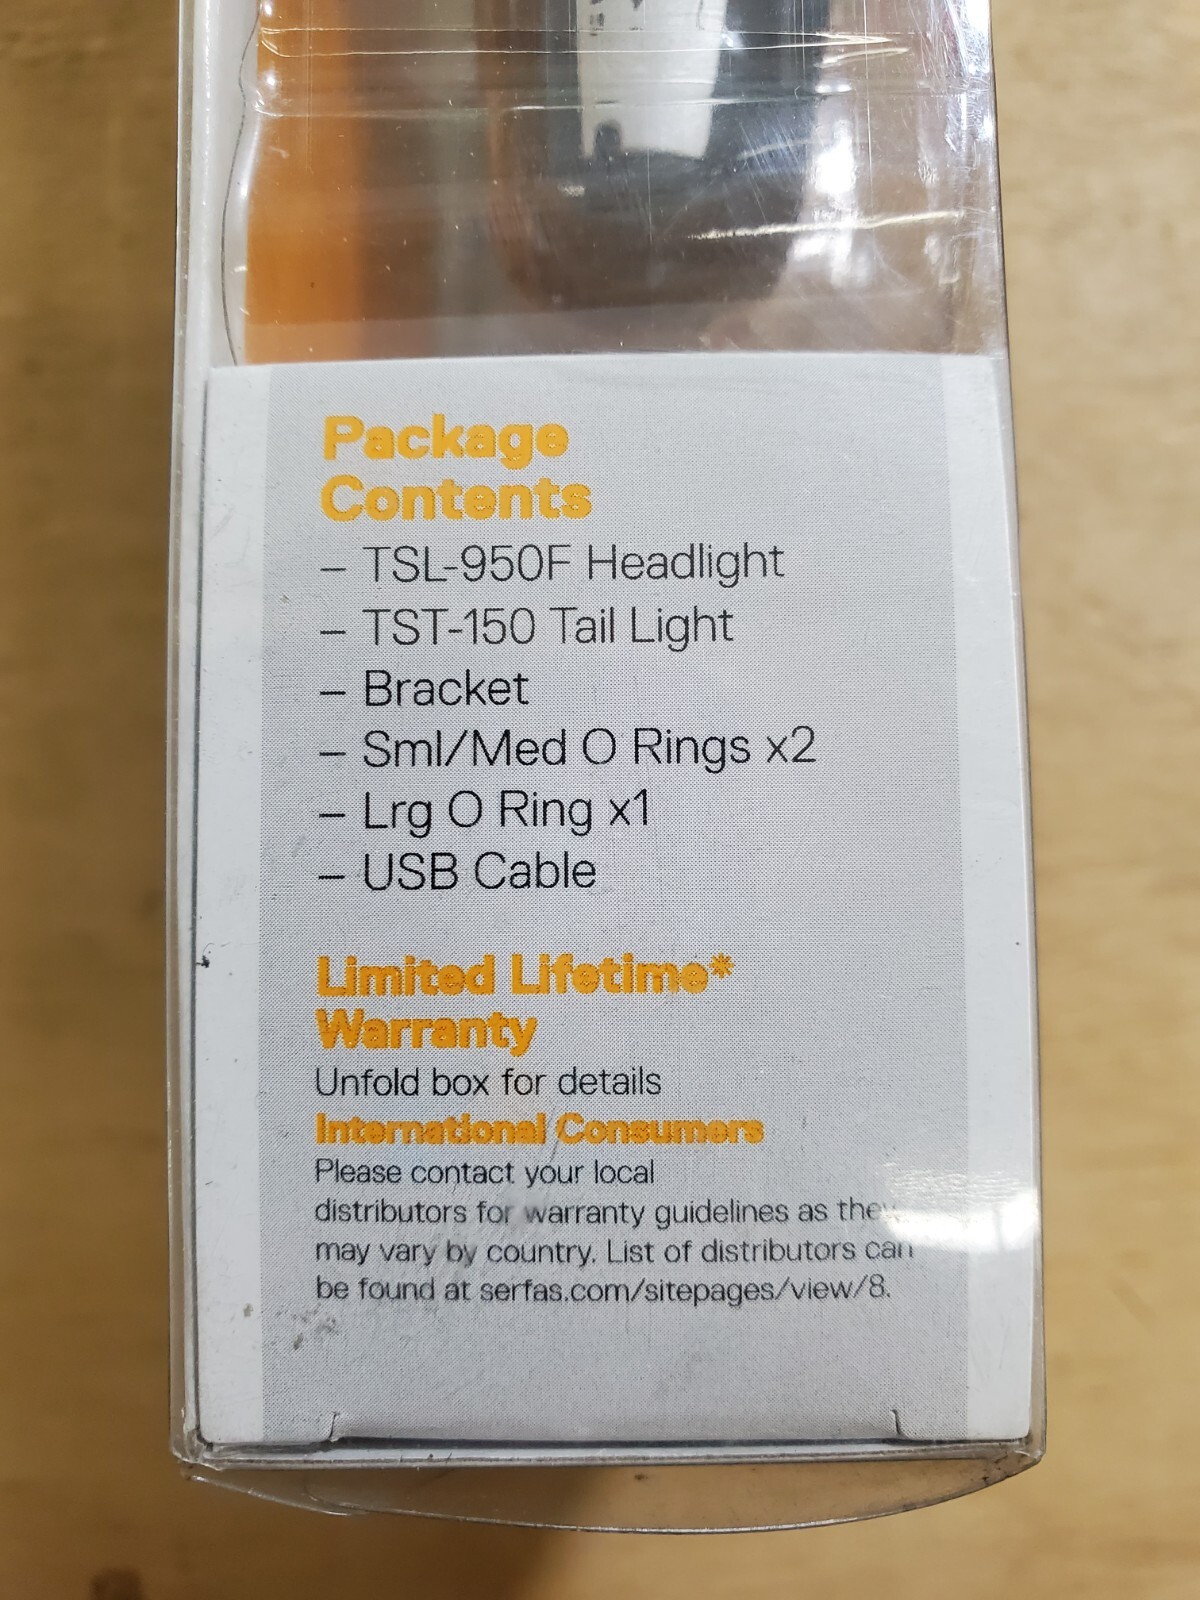 Package
Contents
– TSL-950F Headlight
– TST-150 Tail Light
– Bracket
– Sml/Med O Rings x2
– Lrg O Ring x1
– USB Cable
Limited Lifetime*
Warranty
Unfold box for details
International Consumers
Please contact your local
distributors for warranty guidelines as they
may vary by country. List of distributors can
be found at serfas.com/sitepages/view/8.